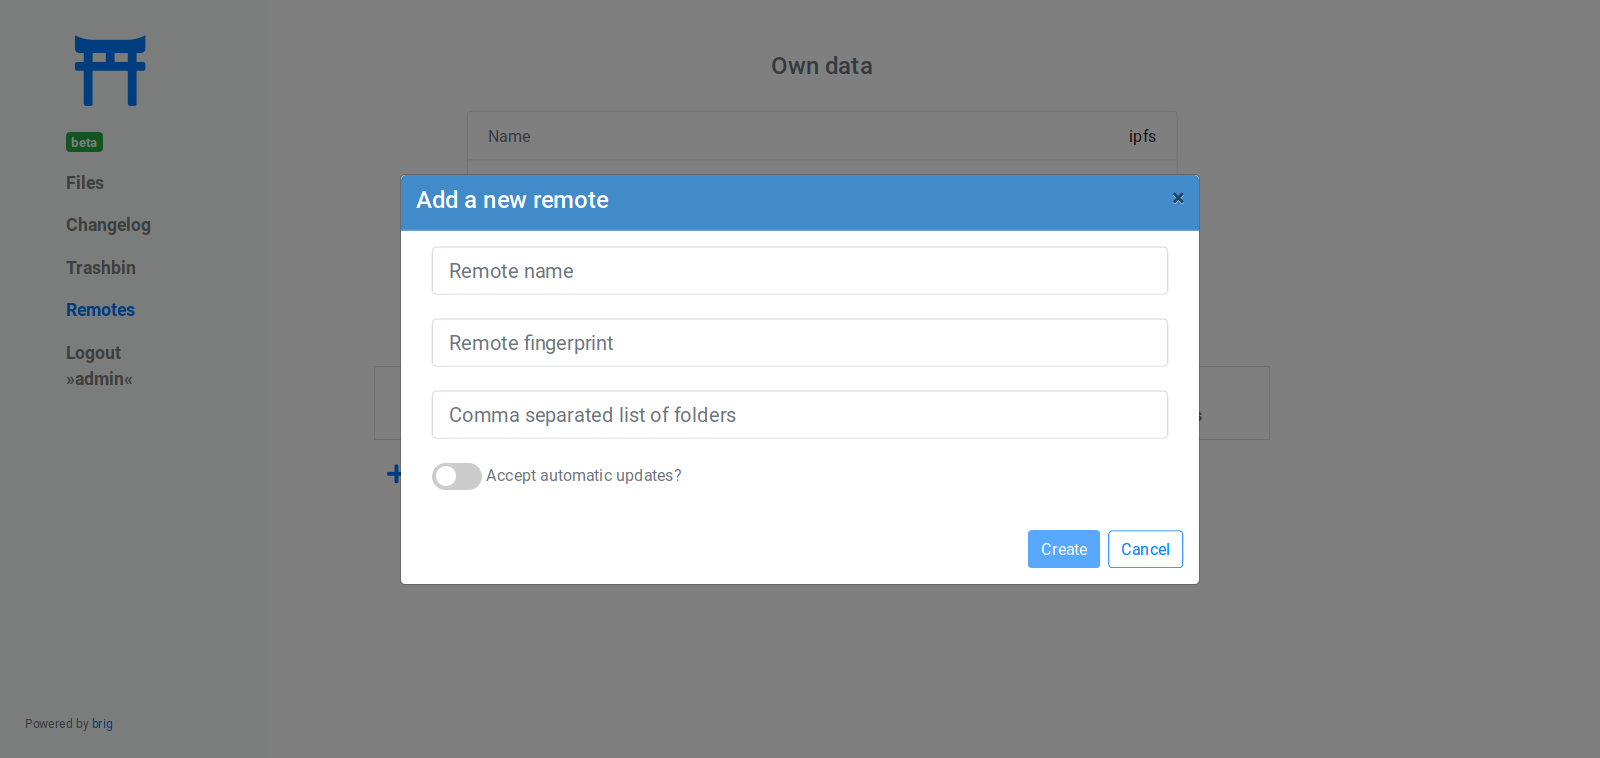 beta
Files
Changelog
Trashbin
Remotes
Logout
»admin«
Powered by brig
Own data
Name ipfs
Add a new remote ×
Remote name
Remote fingerprint
Comma separated list of folders
Accept automatic updates?
Create Cancel